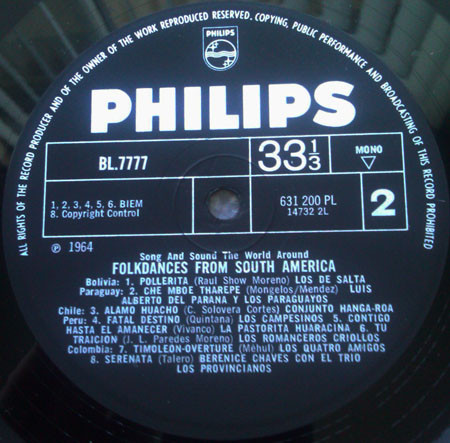 ALL RIGHTS OF THE RECORD PRODUCER AND OF THE OWNER OF THE WORK REPRODUCED RESERVED. COPYING, PUBLIC PERFORMANCE AND BROADCASTING OF THIS RECORD PROHIBITED
PHILIPS
PHILIPS
BL.7777
33 1/3
MONO
1, 2, 3, 4, 5, 6. BIEM
8. Copyright Control
631 200 PL
14732 2L
2
℗ 1964
Song And Sound The World Around
FOLKDANCES FROM SOUTH AMERICA
Bolivia: 1. POLLERITA (Raul Show Moreno) LOS DE SALTA
Paraguay: 2. CHE MBOE THAREPE (Mongelos/Mendez) LUIS
ALBERTO DEL PARANA Y LOS PARAGUAYOS
Chile: 3. ALAMO HUACHO (C. Solovera Cortes) CONJUNTO HANGA-ROA
Peru: 4. FATAL DESTINO (Quintana) LOS CAMPESINOS 5. CONTIGO
HASTA EL AMANECER (Vivanco) LA PASTORITA HUARACINA 6. TU
TRAICION (J. L. Paredes Moreno) LOS ROMANCEROS CRIOLLOS
Colombia: 7. TIMOLEÓN-OVERTURE (Méhul) LOS QUATRO AMIGOS
8. SERENATA (Talero) BERENICE CHAVES CON EL TRIO
LOS PROVINCIANOS